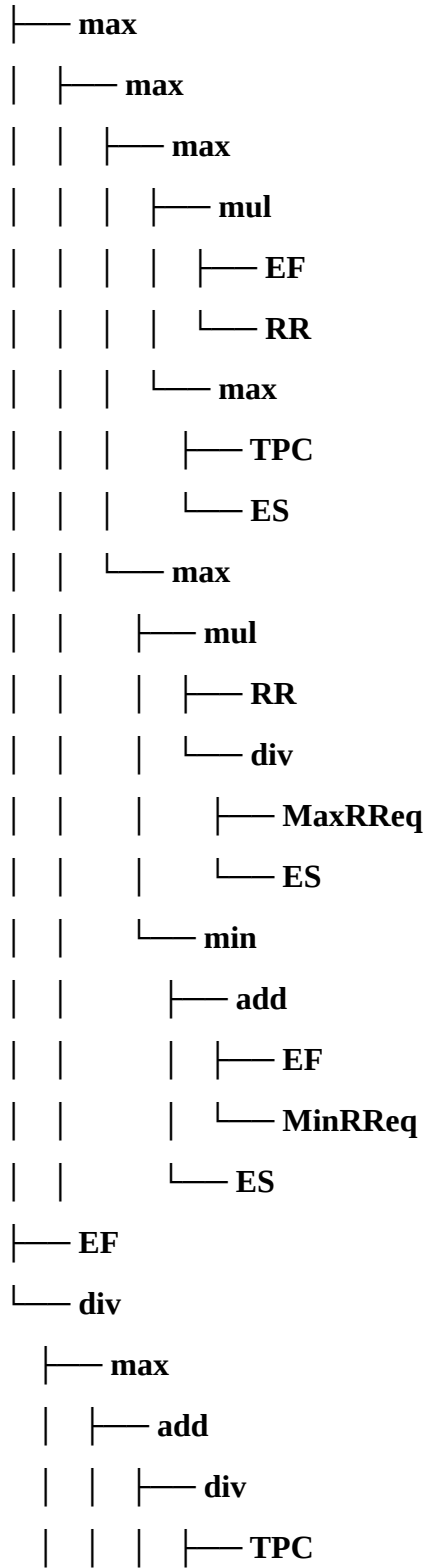 ├── max
│ ├── max
│ │ ├── max
│ │ │ ├── mul
│ │ │ │ ├── EF
│ │ │ │ └── RR
│ │ │ └── max
│ │ │ ├── TPC
│ │ │ └── ES
│ │ └── max
│ │ ├── mul
│ │ │ ├── RR
│ │ │ └── div
│ │ │ ├── MaxRReq
│ │ │ └── ES
│ │ └── min
│ │ ├── add
│ │ │ ├── EF
│ │ │ └── MinRReq
│ │ └── ES
├── EF
└── div
├── max
│ ├── add
│ │ ├── div
│ │ │ ├── TPC